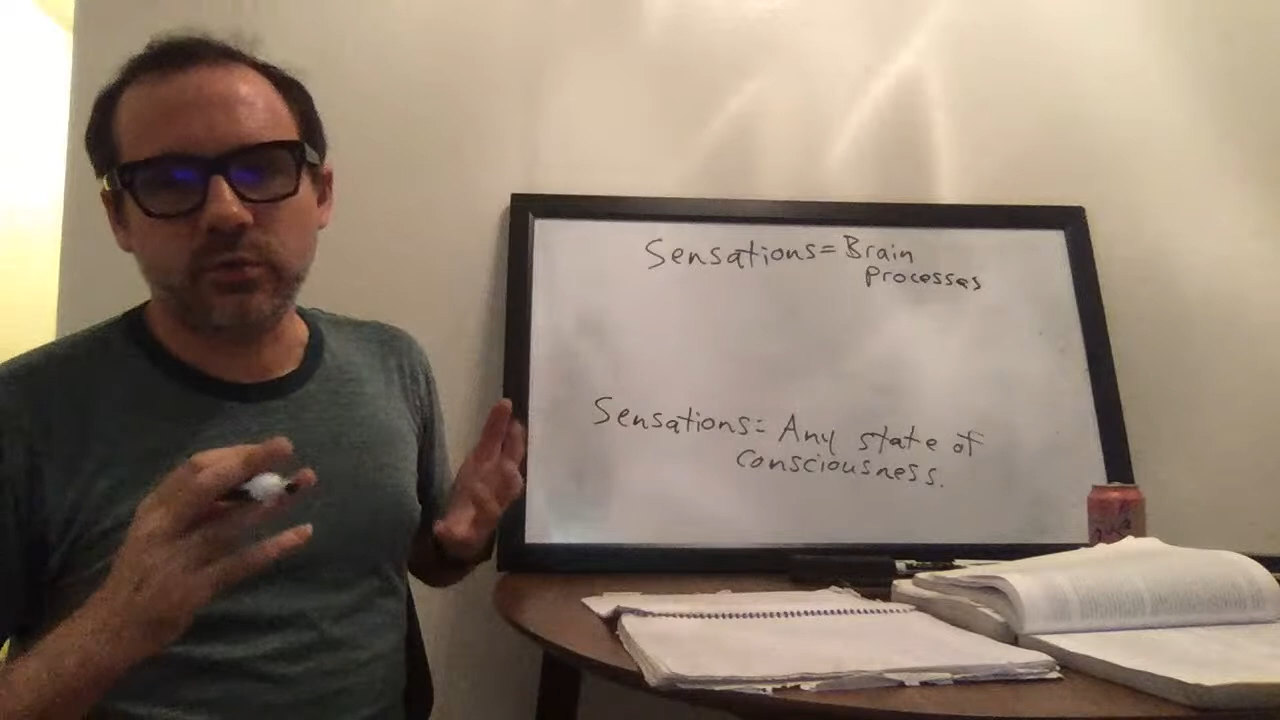 Sensations = Brain
Processes
Sensations = Any state of
consciousness.